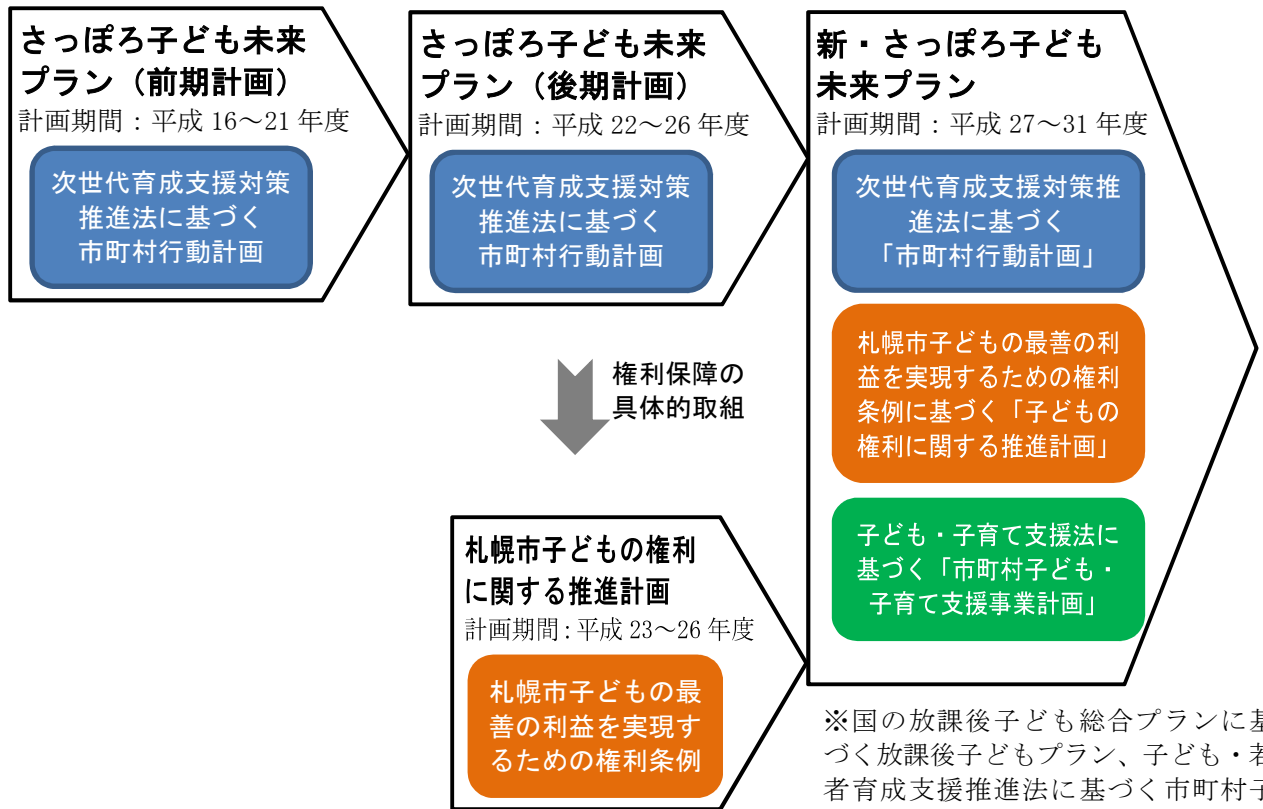 さっぽろ子ども未来
プラン（前期計画）
計画期間：平成 16～21 年度
次世代育成支援対策
推進法に基づく
市町村行動計画
さっぽろ子ども未来
プラン（後期計画）
計画期間：平成 22～26 年度
次世代育成支援対策
推進法に基づく
市町村行動計画
権利保障の
具体的取組
札幌市子どもの権利
に関する推進計画
計画期間：平成 23～26 年度
札幌市子どもの最
善の利益を実現す
るための権利条例
新・さっぽろ子ども
未来プラン
計画期間：平成 27～31 年度
次世代育成支援対策推
進法に基づく
「市町村行動計画」
札幌市子どもの最善の利
益を実現するための権利
条例に基づく「子どもの
権利に関する推進計画」
子ども・子育て支援法に
基づく「市町村子ども・
子育て支援事業計画」
※国の放課後子ども総合プランに基
づく放課後子どもプラン、子ども・若
者育成支援推進法に基づく市町村子